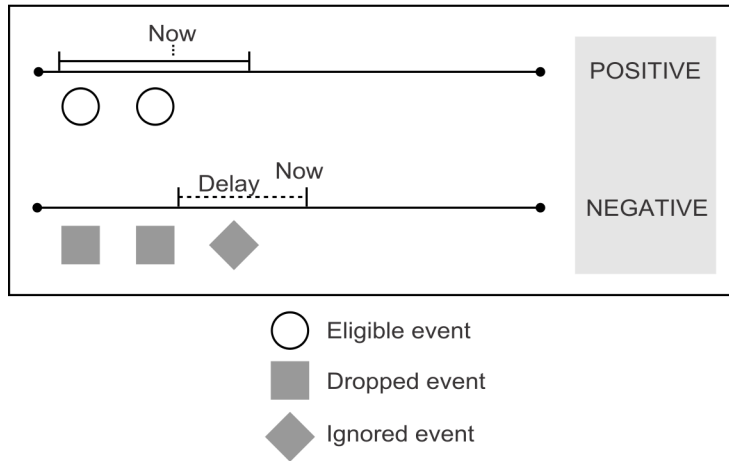 Now
POSITIVE
Now
Delay
NEGATIVE
Eligible event
Dropped event
Ignored event